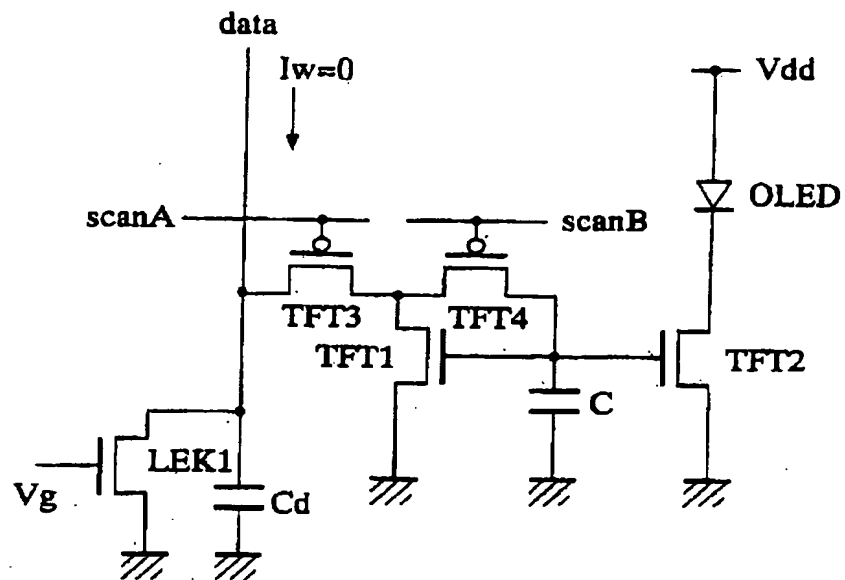 data
Iw=0
Vdd
OLED
scanA
scanB
TFT3
TFT4
TFT1
TFT2
C
LEK1
Vg
Cd